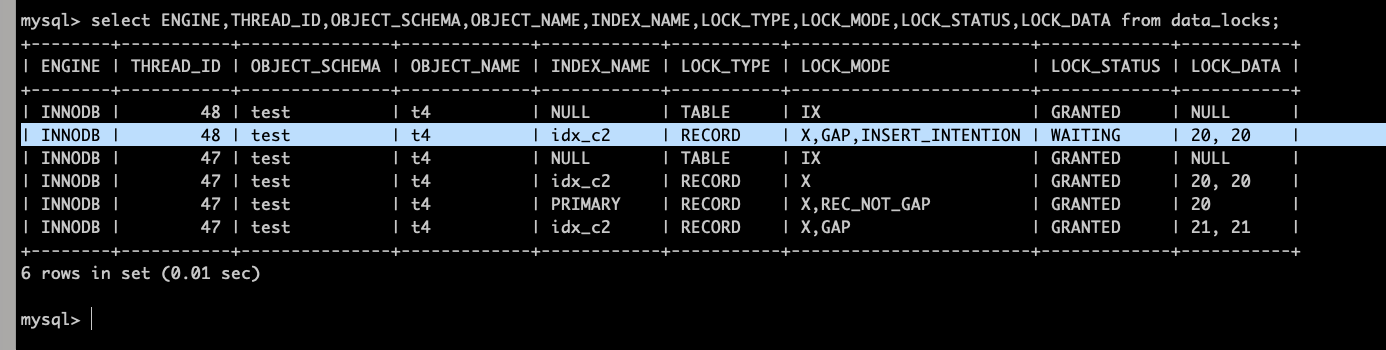 mysql> select ENGINE,THREAD_ID,OBJECT_SCHEMA,OBJECT_NAME,INDEX_NAME,LOCK_TYPE,LOCK_MODE,LOCK_STATUS,LOCK_DATA from data_locks;
+--------+-----------+---------------+-------------+------------+-----------+------------------------+-------------+-----------+
| ENGINE | THREAD_ID | OBJECT_SCHEMA | OBJECT_NAME | INDEX_NAME | LOCK_TYPE | LOCK_MODE              | LOCK_STATUS | LOCK_DATA |
+--------+-----------+---------------+-------------+------------+-----------+------------------------+-------------+-----------+
| INNODB |        48 | test          | t4          | NULL       | TABLE     | IX                     | GRANTED     | NULL      |
| INNODB |        48 | test          | t4          | idx_c2     | RECORD    | X,GAP,INSERT_INTENTION | WAITING     | 20, 20    |
| INNODB |        47 | test          | t4          | NULL       | TABLE     | IX                     | GRANTED     | NULL      |
| INNODB |        47 | test          | t4          | idx_c2     | RECORD    | X                      | GRANTED     | 20, 20    |
| INNODB |        47 | test          | t4          | PRIMARY    | RECORD    | X,REC_NOT_GAP          | GRANTED     | 20        |
| INNODB |        47 | test          | t4          | idx_c2     | RECORD    | X,GAP                  | GRANTED     | 21, 21    |
+--------+-----------+---------------+-------------+------------+-----------+------------------------+-------------+-----------+
6 rows in set (0.01 sec)
mysql>